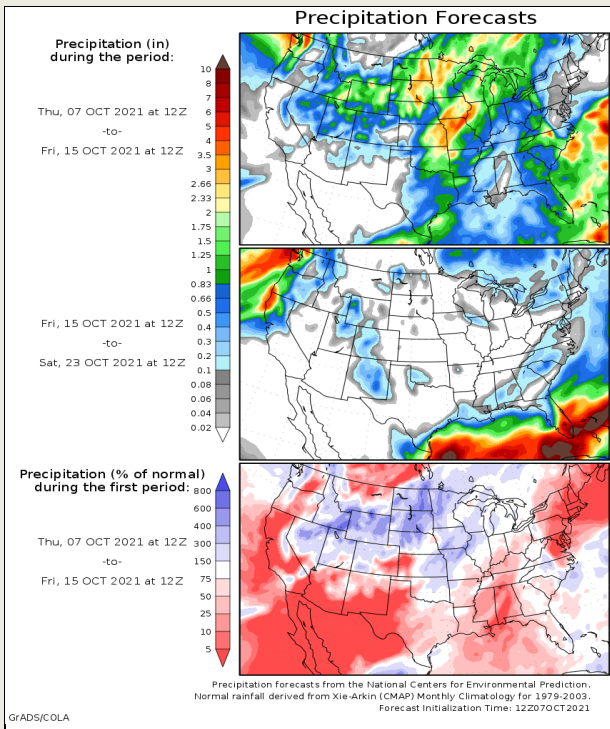 Precipitation Forecasts
Precipitation (in)
during the period:
Thu, 07 OCT 2021 at 12Z
-to-
Fri, 15 OCT 2021 at 12Z
10
8
7
6
5
4
3.5
3
2.66
2.33
2
1.75
1.5
1.25
1
0.83
0.66
0.5
0.4
0.3
0.2
0.1
0.08
0.06
0.04
0.02
Fri, 15 OCT 2021 at 12Z
-to-
Sat, 23 OCT 2021 at 12Z
Precipitation (% of normal)
during the first period:
Thu, 07 OCT 2021 at 12Z
-to-
Fri, 15 OCT 2021 at 12Z
800
600
400
300
150
75
50
25
10
5
Precipitation forecasts from the National Centers for Environmental Prediction.
Normal rainfall derived from Xie-Arkin (CMAP) Monthly Climatology for 1979-2003.
Forecast Initialization Time: 12Z07OCT2021
GrADS/COLA